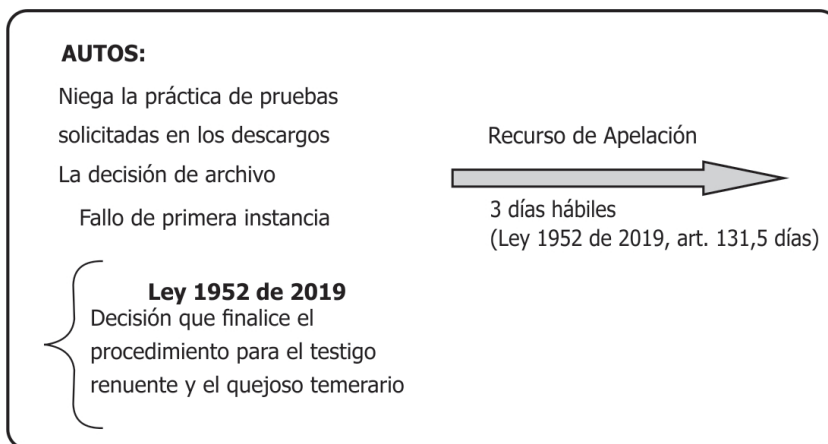 AUTOS:
Niega la práctica de pruebas
solicitadas en los descargos
La decisión de archivo
Fallo de primera instancia
Recurso de Apelación
3 días hábiles
(Ley 1952 de 2019, art. 131,5 días)
Ley 1952 de 2019
Decisión que finalice el
procedimiento para el testigo
renuente y el quejoso temerario